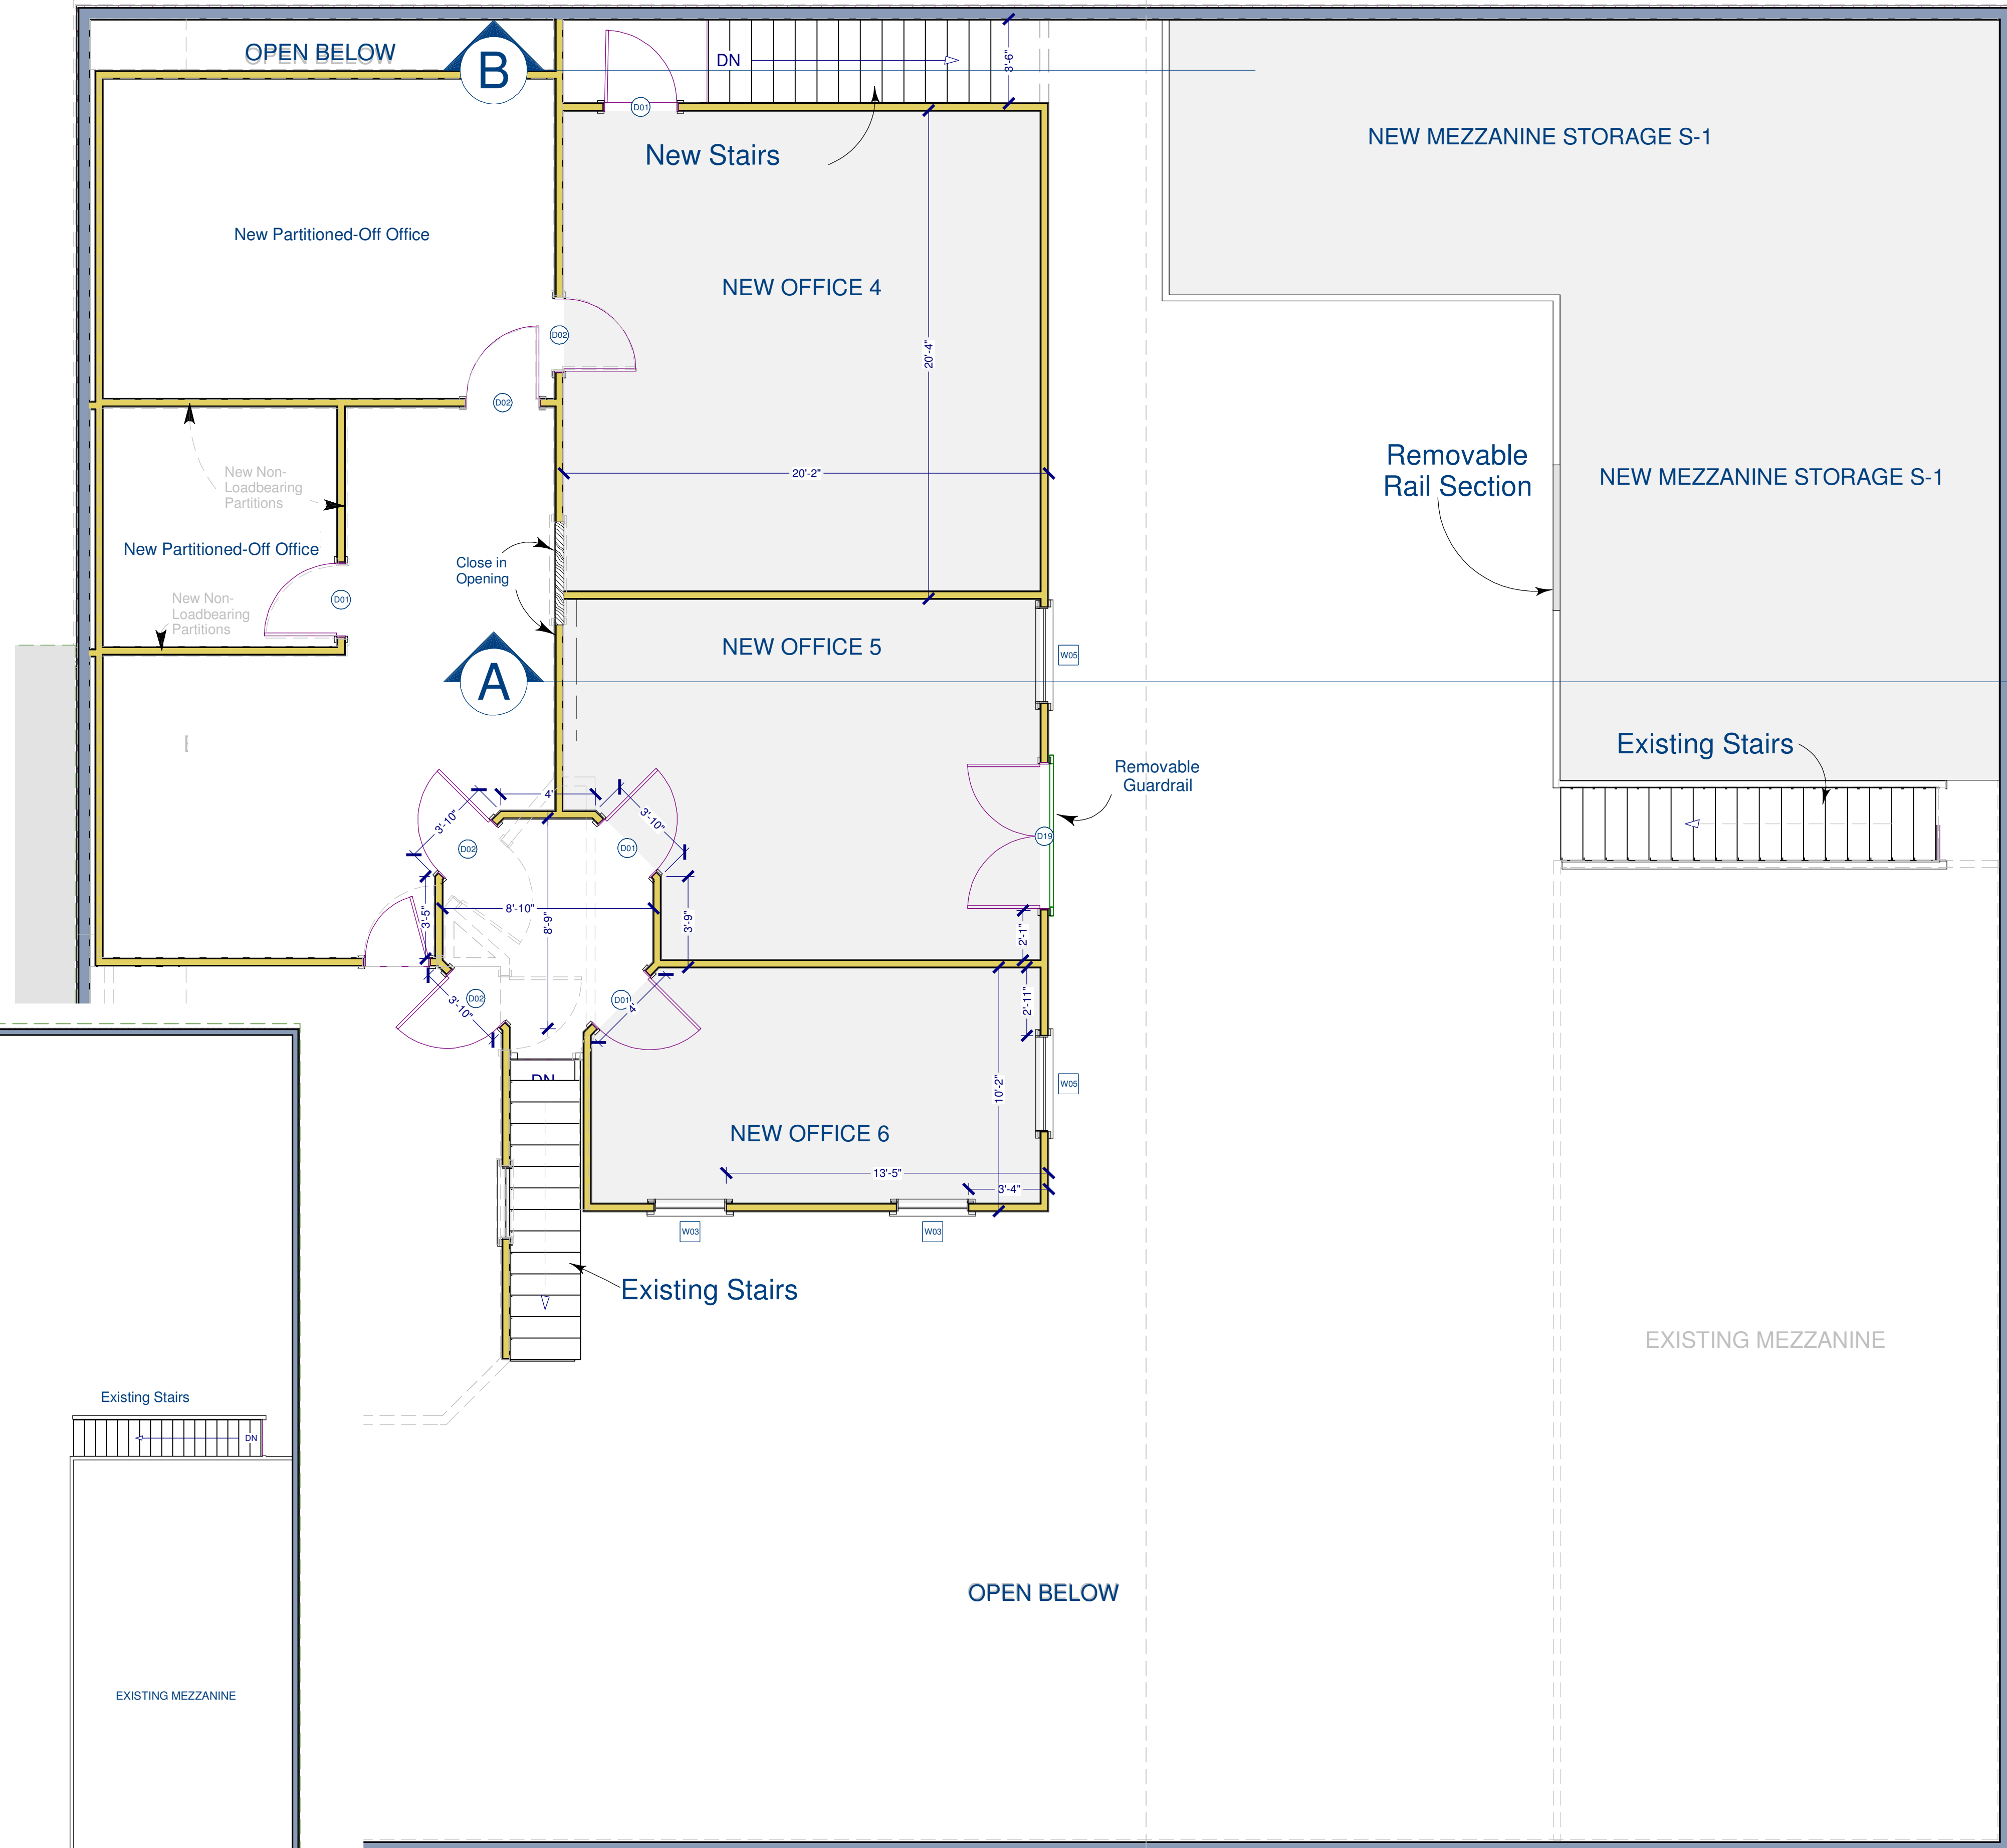 OPEN BELOW
B
DN
3'-6"
D01
New Stairs
NEW MEZZANINE STORAGE S-1
New Partitioned-Off Office
NEW OFFICE 4
D02
D02
20'-4"
20'-2"
Removable
Rail Section
NEW MEZZANINE STORAGE S-1
New Non-
Loadbearing
Partitions
New Partitioned-Off Office
Close in
Opening
New Non-
Loadbearing
Partitions
D01
A
NEW OFFICE 5
W05
Existing Stairs
Removable
Guardrail
4'
3'-10"
3'-10"
D02
D01
D19
3'-5"
8'-10"
8'-9"
3'-9"
2'-1"
D02
3'-10"
D01
4'
2'-11"
DN
10'-2"
W05
NEW OFFICE 6
13'-5"
3'-4"
W03
W03
Existing Stairs
EXISTING MEZZANINE
Existing Stairs
DN
OPEN BELOW
EXISTING MEZZANINE